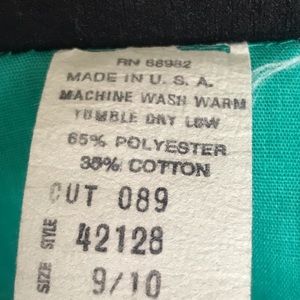 RN 68982
MADE IN U. S. A.
MACHINE WASH WARM
TUMBLE DRY LOW
65% POLYESTER
35% COTTON
CUT 089
STYLE 42128
SIZE 9/10